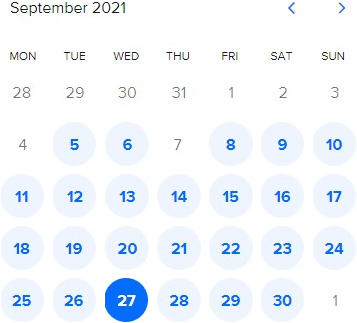 September 2021
MON TUE WED THU FRI SAT SUN
28 29 30 31 1 2 3
4 5 6 7 8 9 10
11 12 13 14 15 16 17
18 19 20 21 22 23 24
25 26 27 28 29 30 1